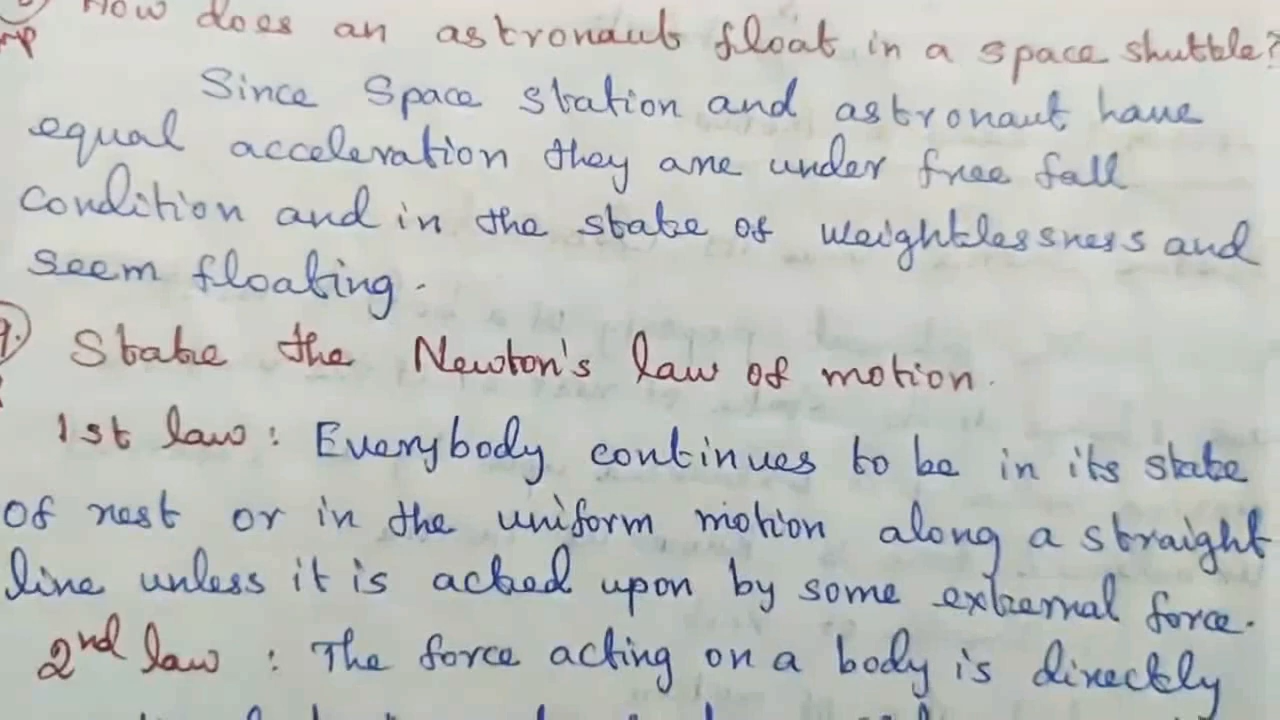 How does an astronaut float in a space shuttle?
Imp
Since Space station and astronaut have
equal acceleration they are under free fall
condition and in the state of weightlessness and
seem floating.
9. State the Newton's law of motion.
1st law: Everybody continues to be in its state
of rest or in the uniform motion along a straight
line unless it is acted upon by some external force.
2nd law : The force acting on a body is directly